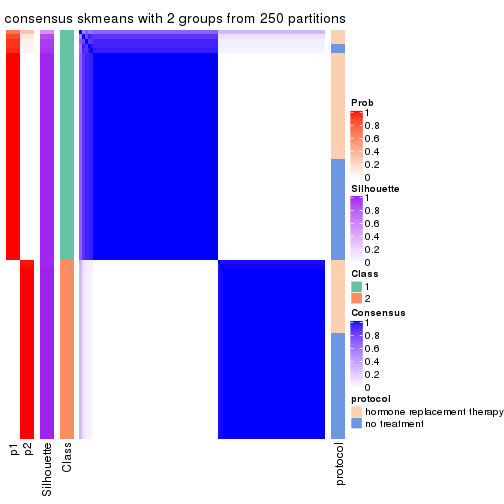 consensus skmeans with 2 groups from 250 partitions
Prob
1
0.8
0.6
0.4
0.2
0
Silhouette
1
0.8
0.6
0.4
0.2
0
Class
1
2
Consensus
1
0.8
0.6
0.4
0.2
0
protocol
hormone replacement therapy
no treatment
p1
p2
Silhouette
Class
protocol